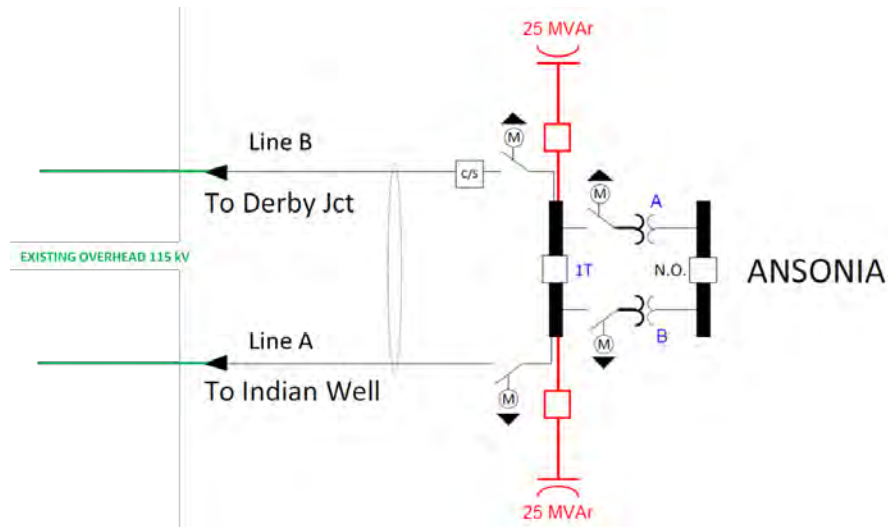 25 MVAr
M
Line B
C/S
To Derby Jct
M
A
EXISTING OVERHEAD 115 kV
1T
N.O.
ANSONIA
Line A
B
M
To Indian Well
M
25 MVAr